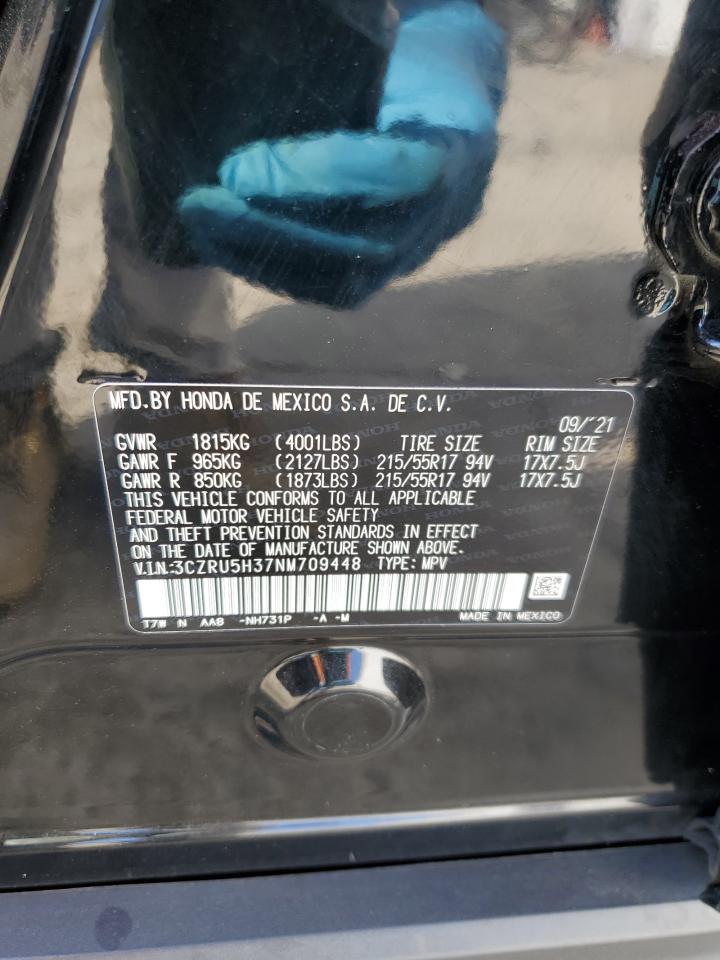 MFD.BY HONDA DE MEXICO S.A. DE C.V.
09/'21
GVWR 1815KG (4001LBS) TIRE SIZE RIM SIZE
GAWR F 965KG (2127LBS) 215/55R17 94V 17X7.5J
GAWR R 850KG (1873LBS) 215/55R17 94V 17X7.5J
THIS VEHICLE CONFORMS TO ALL APPLICABLE
FEDERAL MOTOR VEHICLE SAFETY
AND THEFT PREVENTION STANDARDS IN EFFECT
ON THE DATE OF MANUFACTURE SHOWN ABOVE.
V.I.N.:3CZRU5H37NM709448 TYPE: MPV
T7W N AA8 -NH731P -A -M MADE IN MEXICO